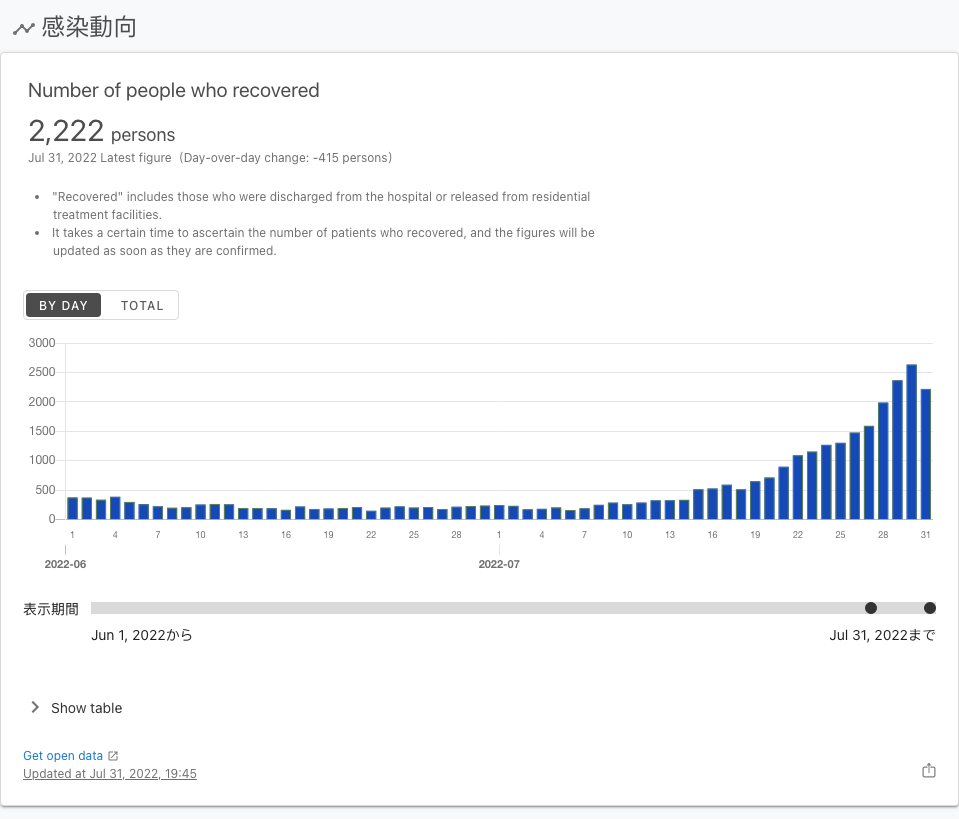 感染動向
Number of people who recovered
2,222 persons
Jul 31, 2022 Latest figure (Day-over-day change: -415 persons)
• "Recovered" includes those who were discharged from the hospital or released from residential
treatment facilities.
• It takes a certain time to ascertain the number of patients who recovered, and the figures will be
updated as soon as they are confirmed.
BY DAY TOTAL
3000
2500
2000
1500
1000
500
0
1 4 7 10 13 16 19 22 25 28 1 4 7 10 13 16 19 22 25 28 31
2022-06 2022-07
表示期間
Jun 1, 2022から Jul 31, 2022まで
Show table
Get open data
Updated at Jul 31, 2022, 19:45